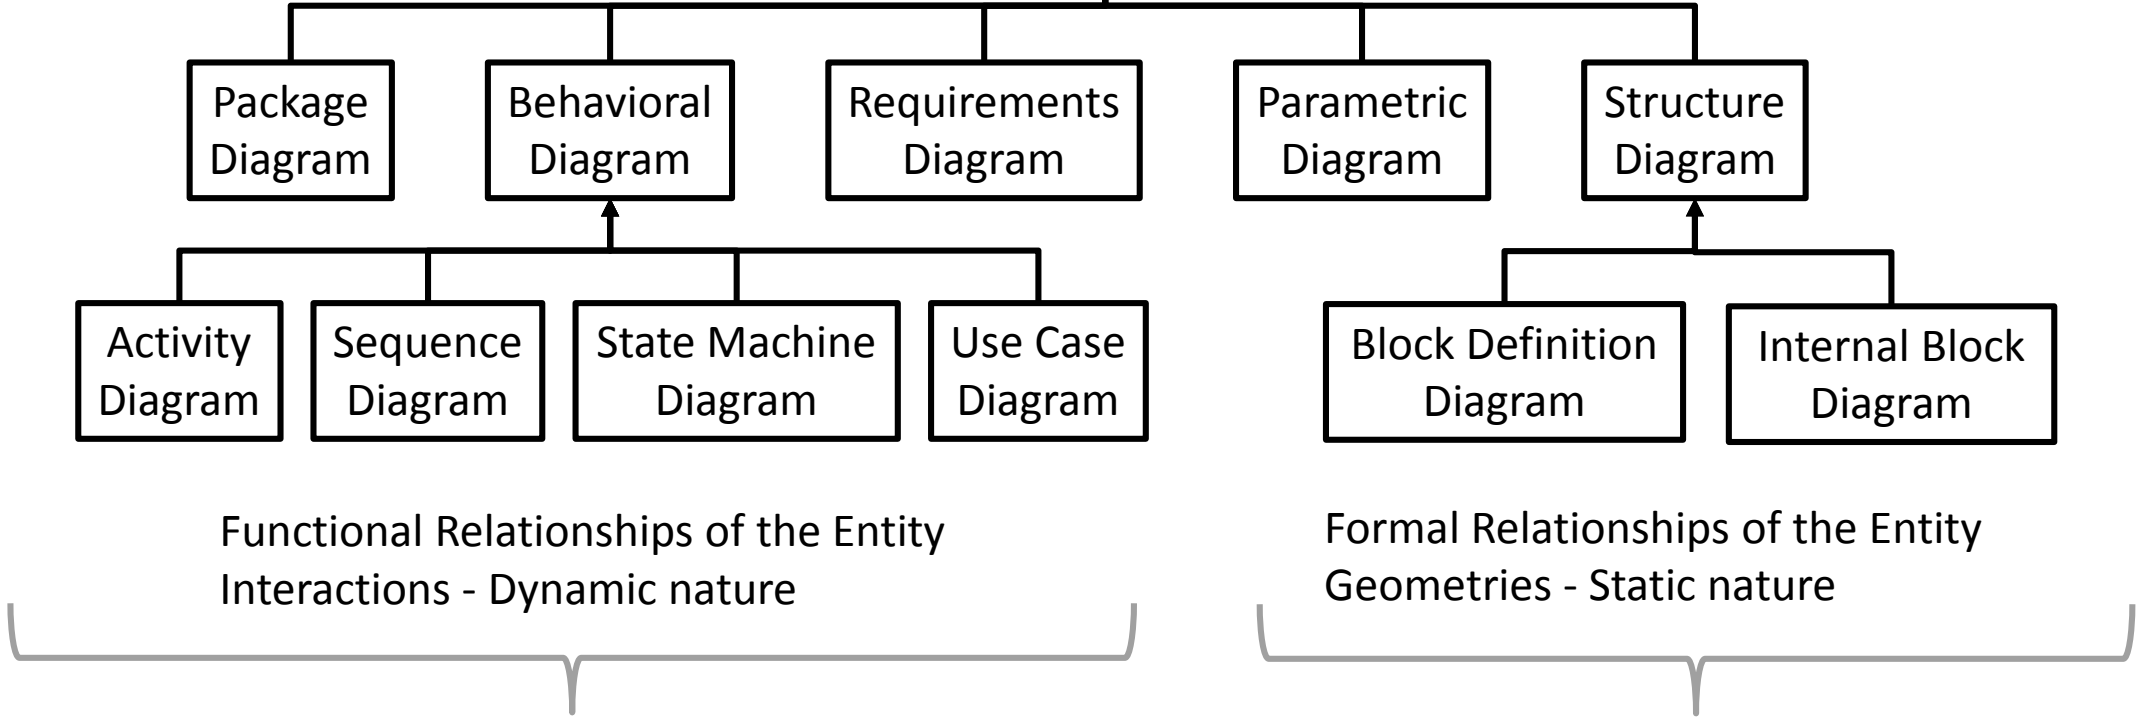 Package
Diagram
Behavioral
Diagram
Requirements
Diagram
Parametric
Diagram
Structure
Diagram
Activity
Diagram
Sequence
Diagram
State Machine
Diagram
Use Case
Diagram
Block Definition
Diagram
Internal Block
Diagram
Functional Relationships of the Entity
Interactions - Dynamic nature
Formal Relationships of the Entity
Geometries - Static nature